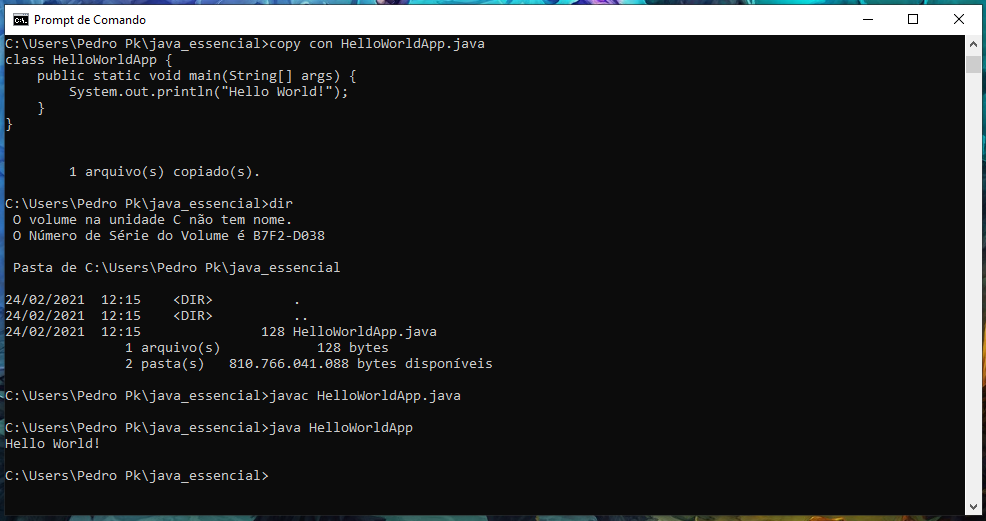 Prompt de Comando
C:\Users\Pedro Pk\java_essencial>copy con HelloWorldApp.java
class HelloWorldApp {
    public static void main(String[] args) {
        System.out.println("Hello World!");
    }
}
        1 arquivo(s) copiado(s).
C:\Users\Pedro Pk\java_essencial>dir
 O volume na unidade C não tem nome.
 O Número de Série do Volume é B7F2-D038
 Pasta de C:\Users\Pedro Pk\java_essencial
24/02/2021  12:15    <DIR>          .
24/02/2021  12:15    <DIR>          ..
24/02/2021  12:15               128 HelloWorldApp.java
               1 arquivo(s)            128 bytes
               2 pasta(s)   810.766.041.088 bytes disponíveis
C:\Users\Pedro Pk\java_essencial>javac HelloWorldApp.java
C:\Users\Pedro Pk\java_essencial>java HelloWorldApp
Hello World!
C:\Users\Pedro Pk\java_essencial>